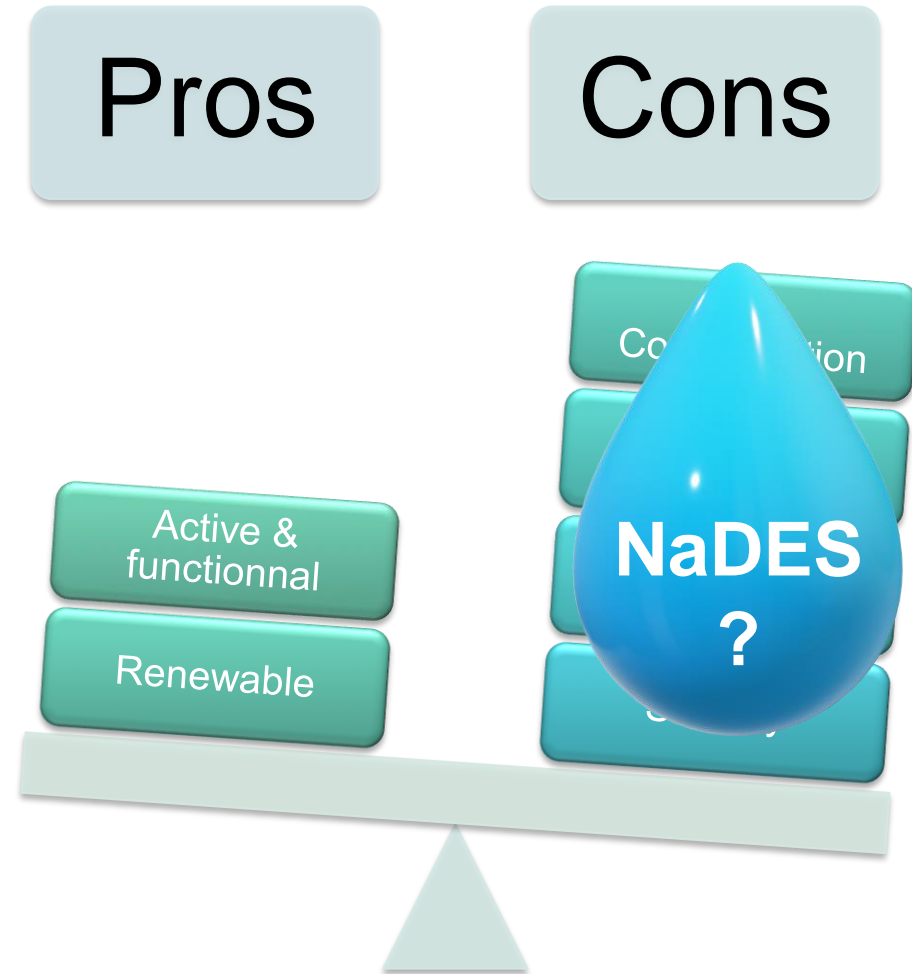 Pros
Cons
Active &
functionnal
Renewable
NaDES
?